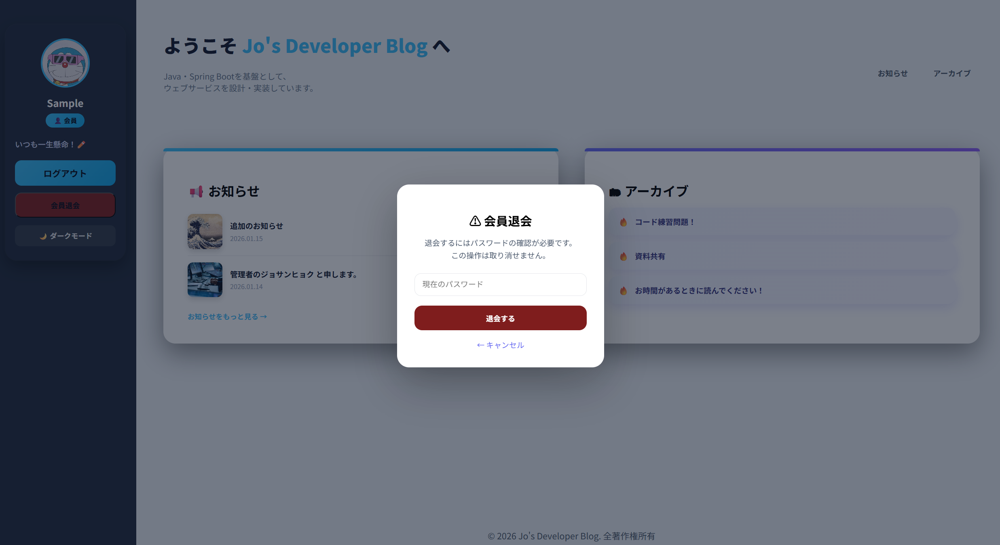 Sample
会員
いつも一生懸命！
ログアウト
会員退会
ダークモード
ようこそ Jo's Developer Blog へ
Java・Spring Bootを基盤として、
ウェブサービスを設計・実装しています。
お知らせ
アーカイブ
お知らせ
追加のお知らせ
2026.01.15
管理者のジョサンヒョク と申します。
2026.01.14
お知らせをもっと見る →
アーカイブ
コード練習問題！
資料共有
お時間があるときに読んでください！
⚠ 会員退会
退会するにはパスワードの確認が必要です。
この操作は取り消せません。
現在のパスワード
退会する
← キャンセル
© 2026 Jo's Developer Blog. 全著作権所有